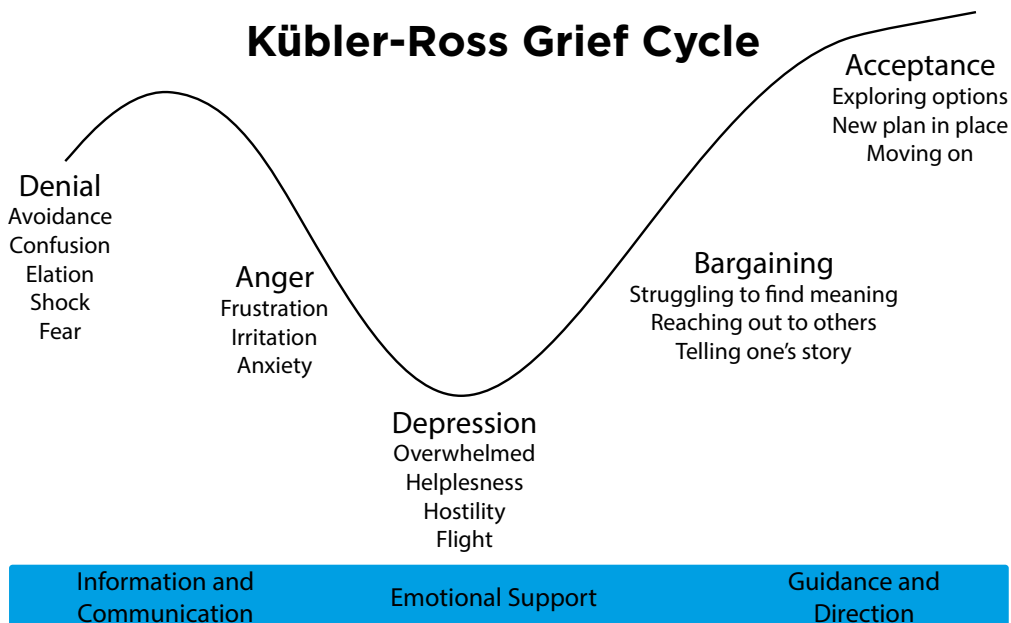 Kübler-Ross Grief Cycle
Denial
Avoidance
Confusion
Elation
Shock
Fear
Anger
Frustration
Irritation
Anxiety
Depression
Overwhelmed
Helplesness
Hostility
Flight
Bargaining
Struggling to find meaning
Reaching out to others
Telling one’s story
Acceptance
Exploring options
New plan in place
Moving on
Information and
Communication
Emotional Support
Guidance and
Direction